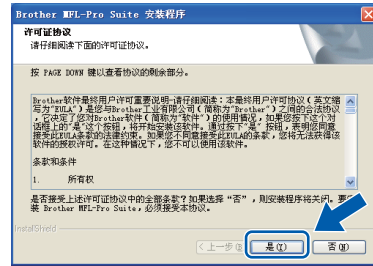 Brother MFL-Pro Suite 安装程序
许可证协议
请仔细阅读下面的许可证协议。
按 PAGE DOWN 键以查看协议的剩余部分。
Brother软件最终用户许可重要说明-请仔细阅读：本最终用户许可协议（英文缩
写为"EULA"）是您与Brother工业有限公司（简称为"Brother"）之间的合法协议
，它决定了您对Brother软件（简称为"软件"）的使用情况，如果您按下这个对
话框上的"是"这个按钮，将开始安装该软件。通过按下"是"按钮，表明您同意
接受此EULA条款的法律约束。如果您不同意接受此EULA的条款，您将无法获得该
软件的授权许可。在这种情况下，您不可以使用该软件。
条款和条件
1. 所有权
是否接受上述许可证协议中的全部条款？如果选择"否"，则安装程序将关闭。要
装 Brother MFL-Pro Suite，必须接受本协议。
InstallShield
<上一步
是(Y)
否(N)